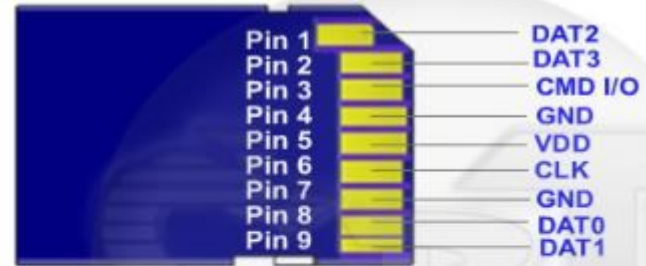 Pin 1 DAT2
Pin 2 DAT3
Pin 3 CMD I/O
Pin 4 GND
Pin 5 VDD
Pin 6 CLK
Pin 7 GND
Pin 8 DAT0
Pin 9 DAT1